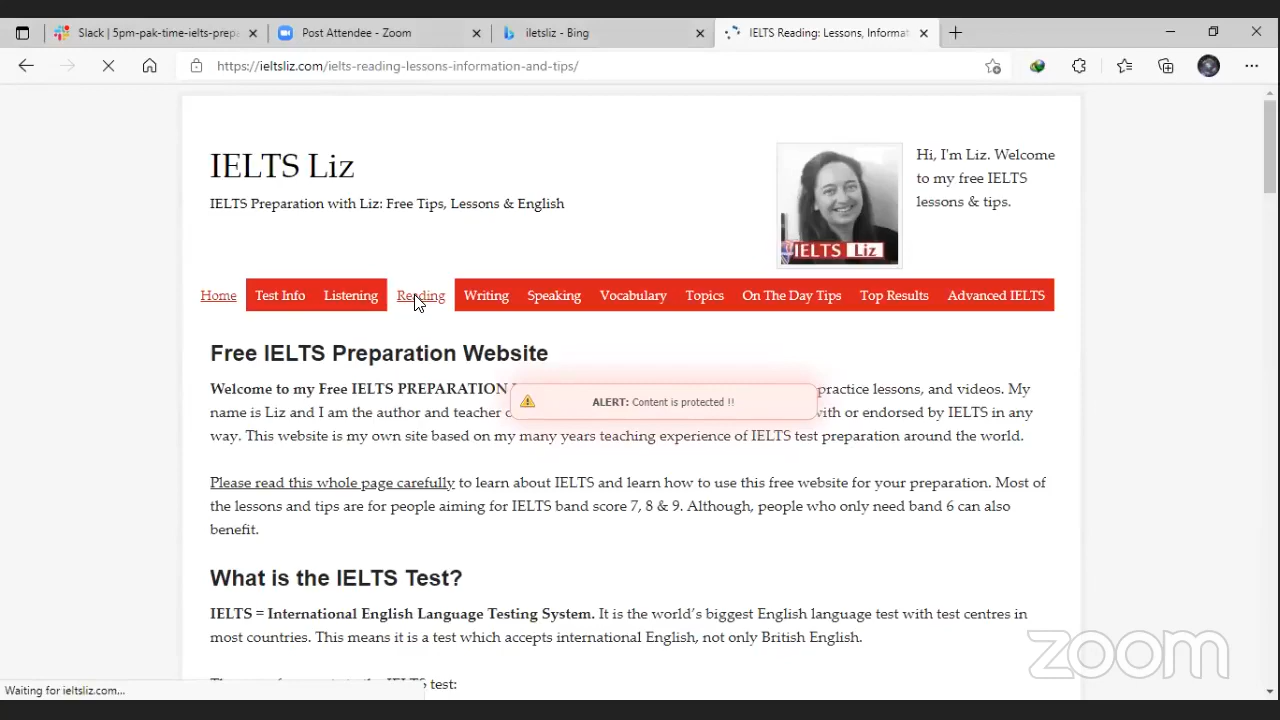 Slack | 5pm-pak-time-ielts-prepa
Post Attendee - Zoom
iletsliz - Bing
IELTS Reading: Lessons, Informat
https://ieltsliz.com/ielts-reading-lessons-information-and-tips/
IELTS Liz
IELTS Preparation with Liz: Free Tips, Lessons & English
IELTS Liz
Hi, I'm Liz. Welcome
to my free IELTS
lessons & tips.
Home Test Info Listening Reading Writing Speaking Vocabulary Topics On The Day Tips Top Results Advanced IELTS
Free IELTS Preparation Website
Welcome to my Free IELTS PREPARATION practice lessons, and videos. My
ALERT: Content is protected !!
name is Liz and I am the author and teacher with or endorsed by IELTS in any
way. This website is my own site based on my many years teaching experience of IELTS test preparation around the world.
Please read this whole page carefully to learn about IELTS and learn how to use this free website for your preparation. Most of
the lessons and tips are for people aiming for IELTS band score 7, 8 & 9. Although, people who only need band 6 can also
benefit.
What is the IELTS Test?
IELTS = International English Language Testing System. It is the world's biggest English language test with test centres in
most countries. This means it is a test which accepts international English, not only British English.
test:
zoom
Waiting for ieltsliz.com...